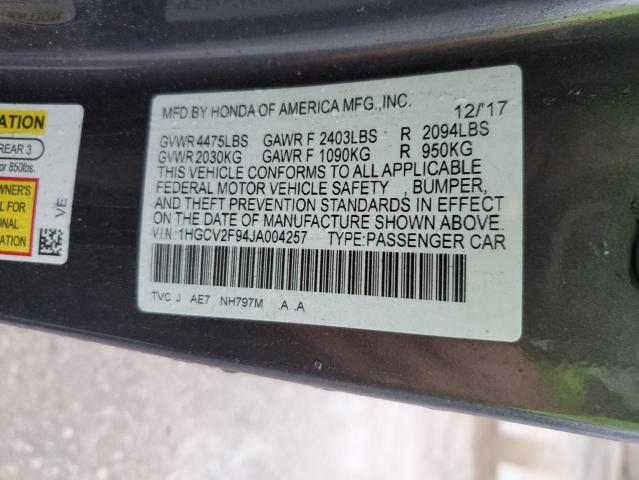 MFD.BY HONDA OF AMERICA MFG.,INC. 12/'17
GVWR 4475LBS GAWR F 2403LBS R 2094LBS
GVWR 2030KG GAWR F 1090KG R 950KG
THIS VEHICLE CONFORMS TO ALL APPLICABLE
FEDERAL MOTOR VEHICLE SAFETY , BUMPER,
AND THEFT PREVENTION STANDARDS IN EFFECT
ON THE DATE OF MANUFACTURE SHOWN ABOVE.
V.I.N.:1HGCV2F94JA004257 TYPE:PASSENGER CAR
TVC J AE7 NH797M .A .A
ATION
REAR 3
or 850lbs.
WNER'S
L FOR
ONAL
TION
VE